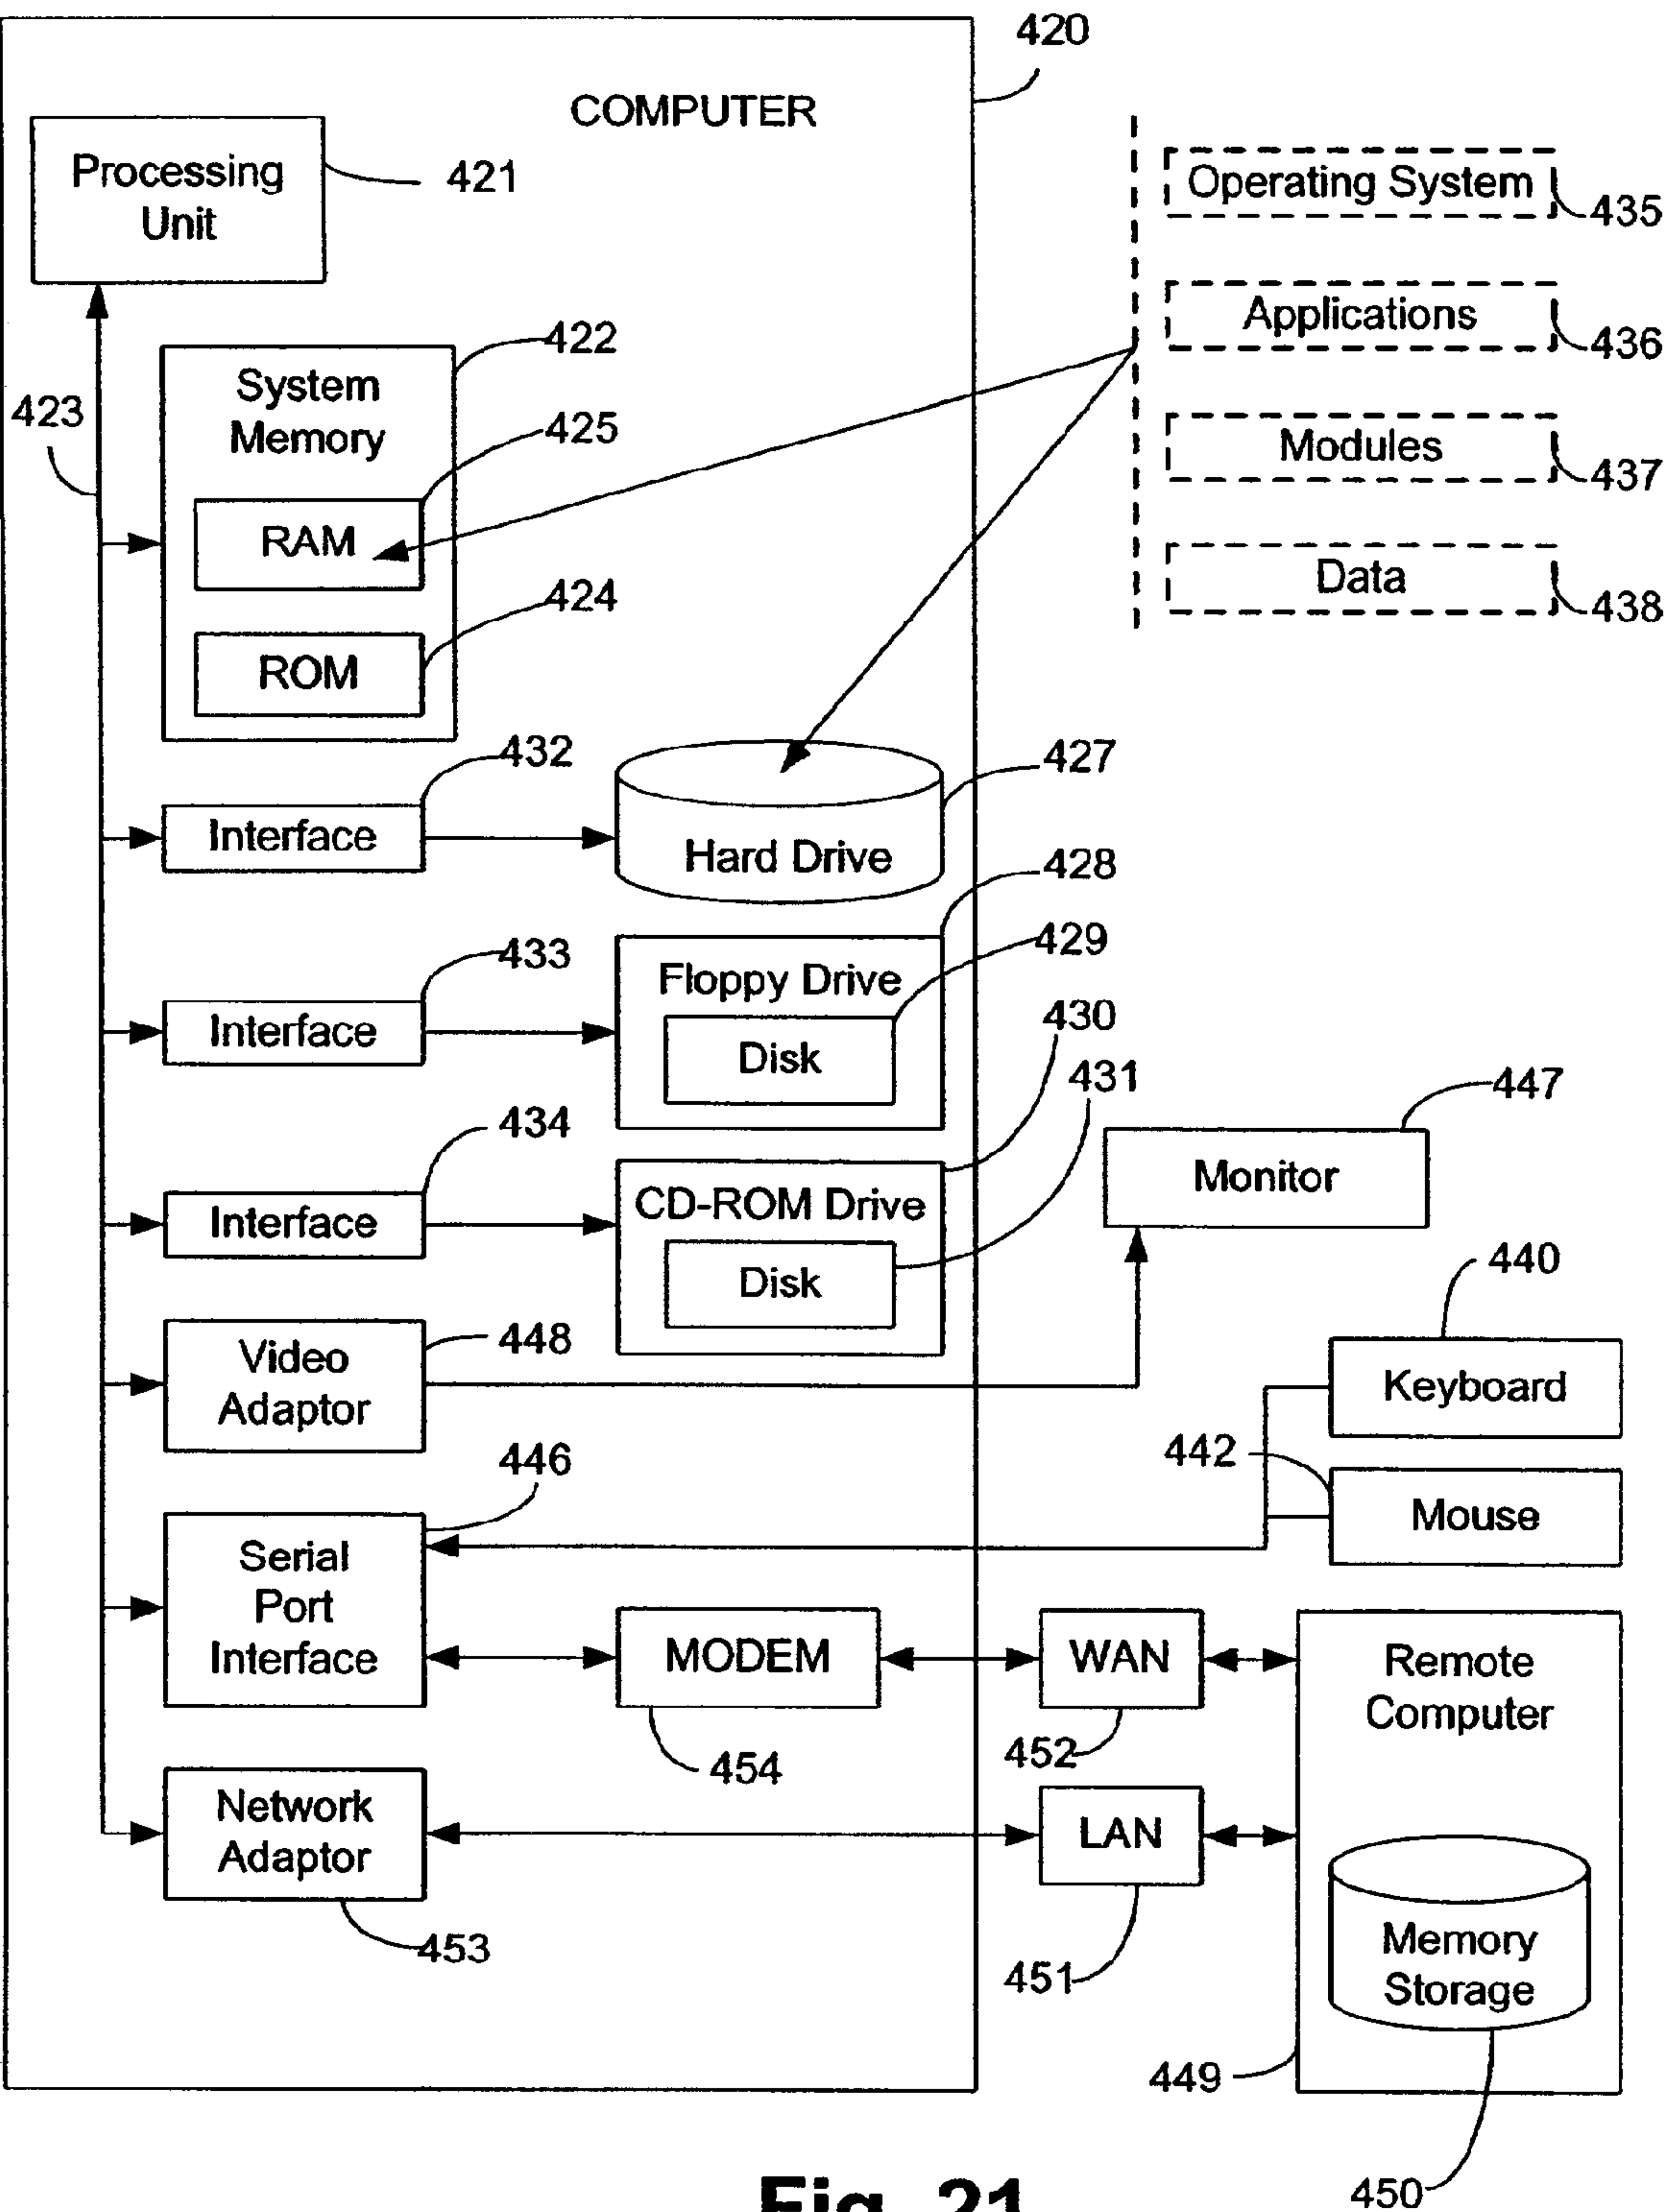 420
COMPUTER
Processing
Unit
421
Operating System
435
Applications
436
Modules
437
Data
438
422
System
Memory
423
425
RAM
424
ROM
432
Interface
427
Hard Drive
428
433
Interface
Floppy Drive
429
Disk
430
431
434
Interface
CD-ROM Drive
Disk
447
Monitor
448
Video
Adaptor
440
Keyboard
442
Mouse
446
Serial
Port
Interface
MODEM
454
WAN
452
Remote
Computer
Network
Adaptor
453
LAN
451
Memory
Storage
449
450
Fig. 21